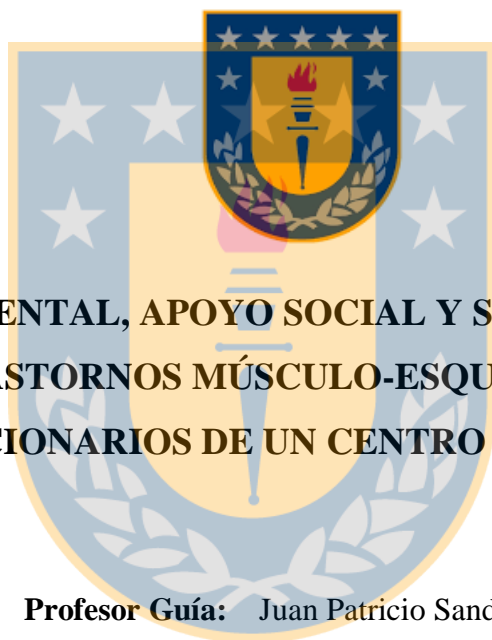 ENTAL, APOYO SOCIAL Y S
ASTORNOS MÚSCULO-ESQU
CIONARIOS DE UN CENTRO
Profesor Guía: Juan Patricio Sand